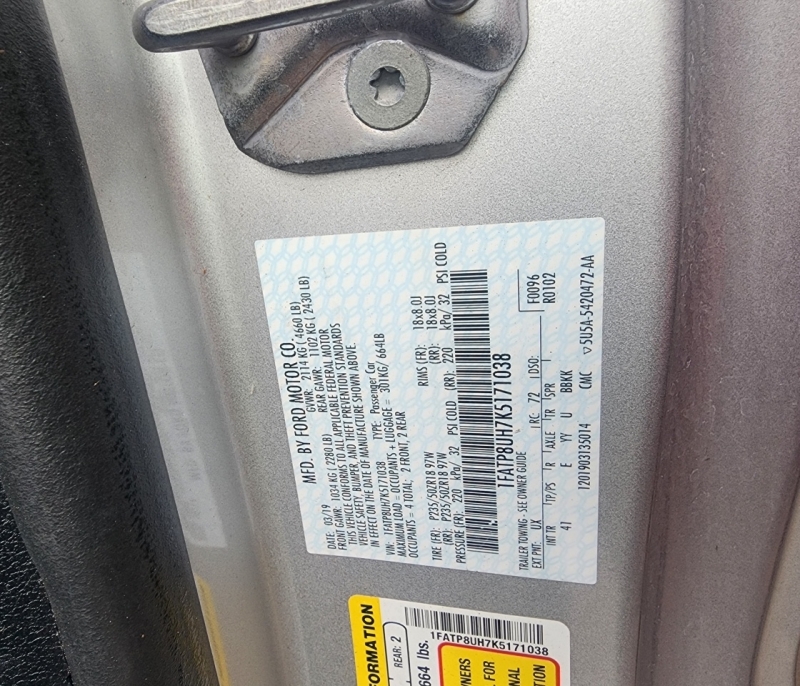 MFD. BY FORD MOTOR CO.
DATE: 03/19 GVWR: 2114 KG ( 4660 LB)
FRONT GAWR: 1034 KG ( 2280 LB) REAR GAWR: 1102 KG ( 2430 LB)
THIS VEHICLE CONFORMS TO ALL APPLICABLE FEDERAL MOTOR
VEHICLE SAFETY, BUMPER, AND THEFT PREVENTION STANDARDS
IN EFFECT ON THE DATE OF MANUFACTURE SHOWN ABOVE.
VIN: 1FATP8UH7K5171038 TYPE: Passenger Car
MAXIMUM LOAD = OCCUPANTS + LUGGAGE = 301KG/ 664LB
OCCUPANTS = 4 TOTAL; 2 FRONT, 2 REAR
TIRE (FR): P235/50ZR18 97W RIMS (FR): 18x8.0J
(RR): P235/50ZR18 97W (RR): 18x8.0J
PRESSURE (FR): 220 kPa/ 32 PSI COLD (RR): 220 kPa/ 32 PSI COLD
1FATP8UH7K5171038
TRAILER TOWING - SEE OWNER GUIDE F0096
EXT PNT: UX RC: 72 DSO: R0102
INT TR TP/PS R AXLE TR SPR
41 E YY U BBKK
1201903135014 CMC ▽5U5A-5420472-AA
FORMATION
REAR: 2
664 lbs.
1FATP8UH7K5171038
WNERS
FOR
ONAL
TION